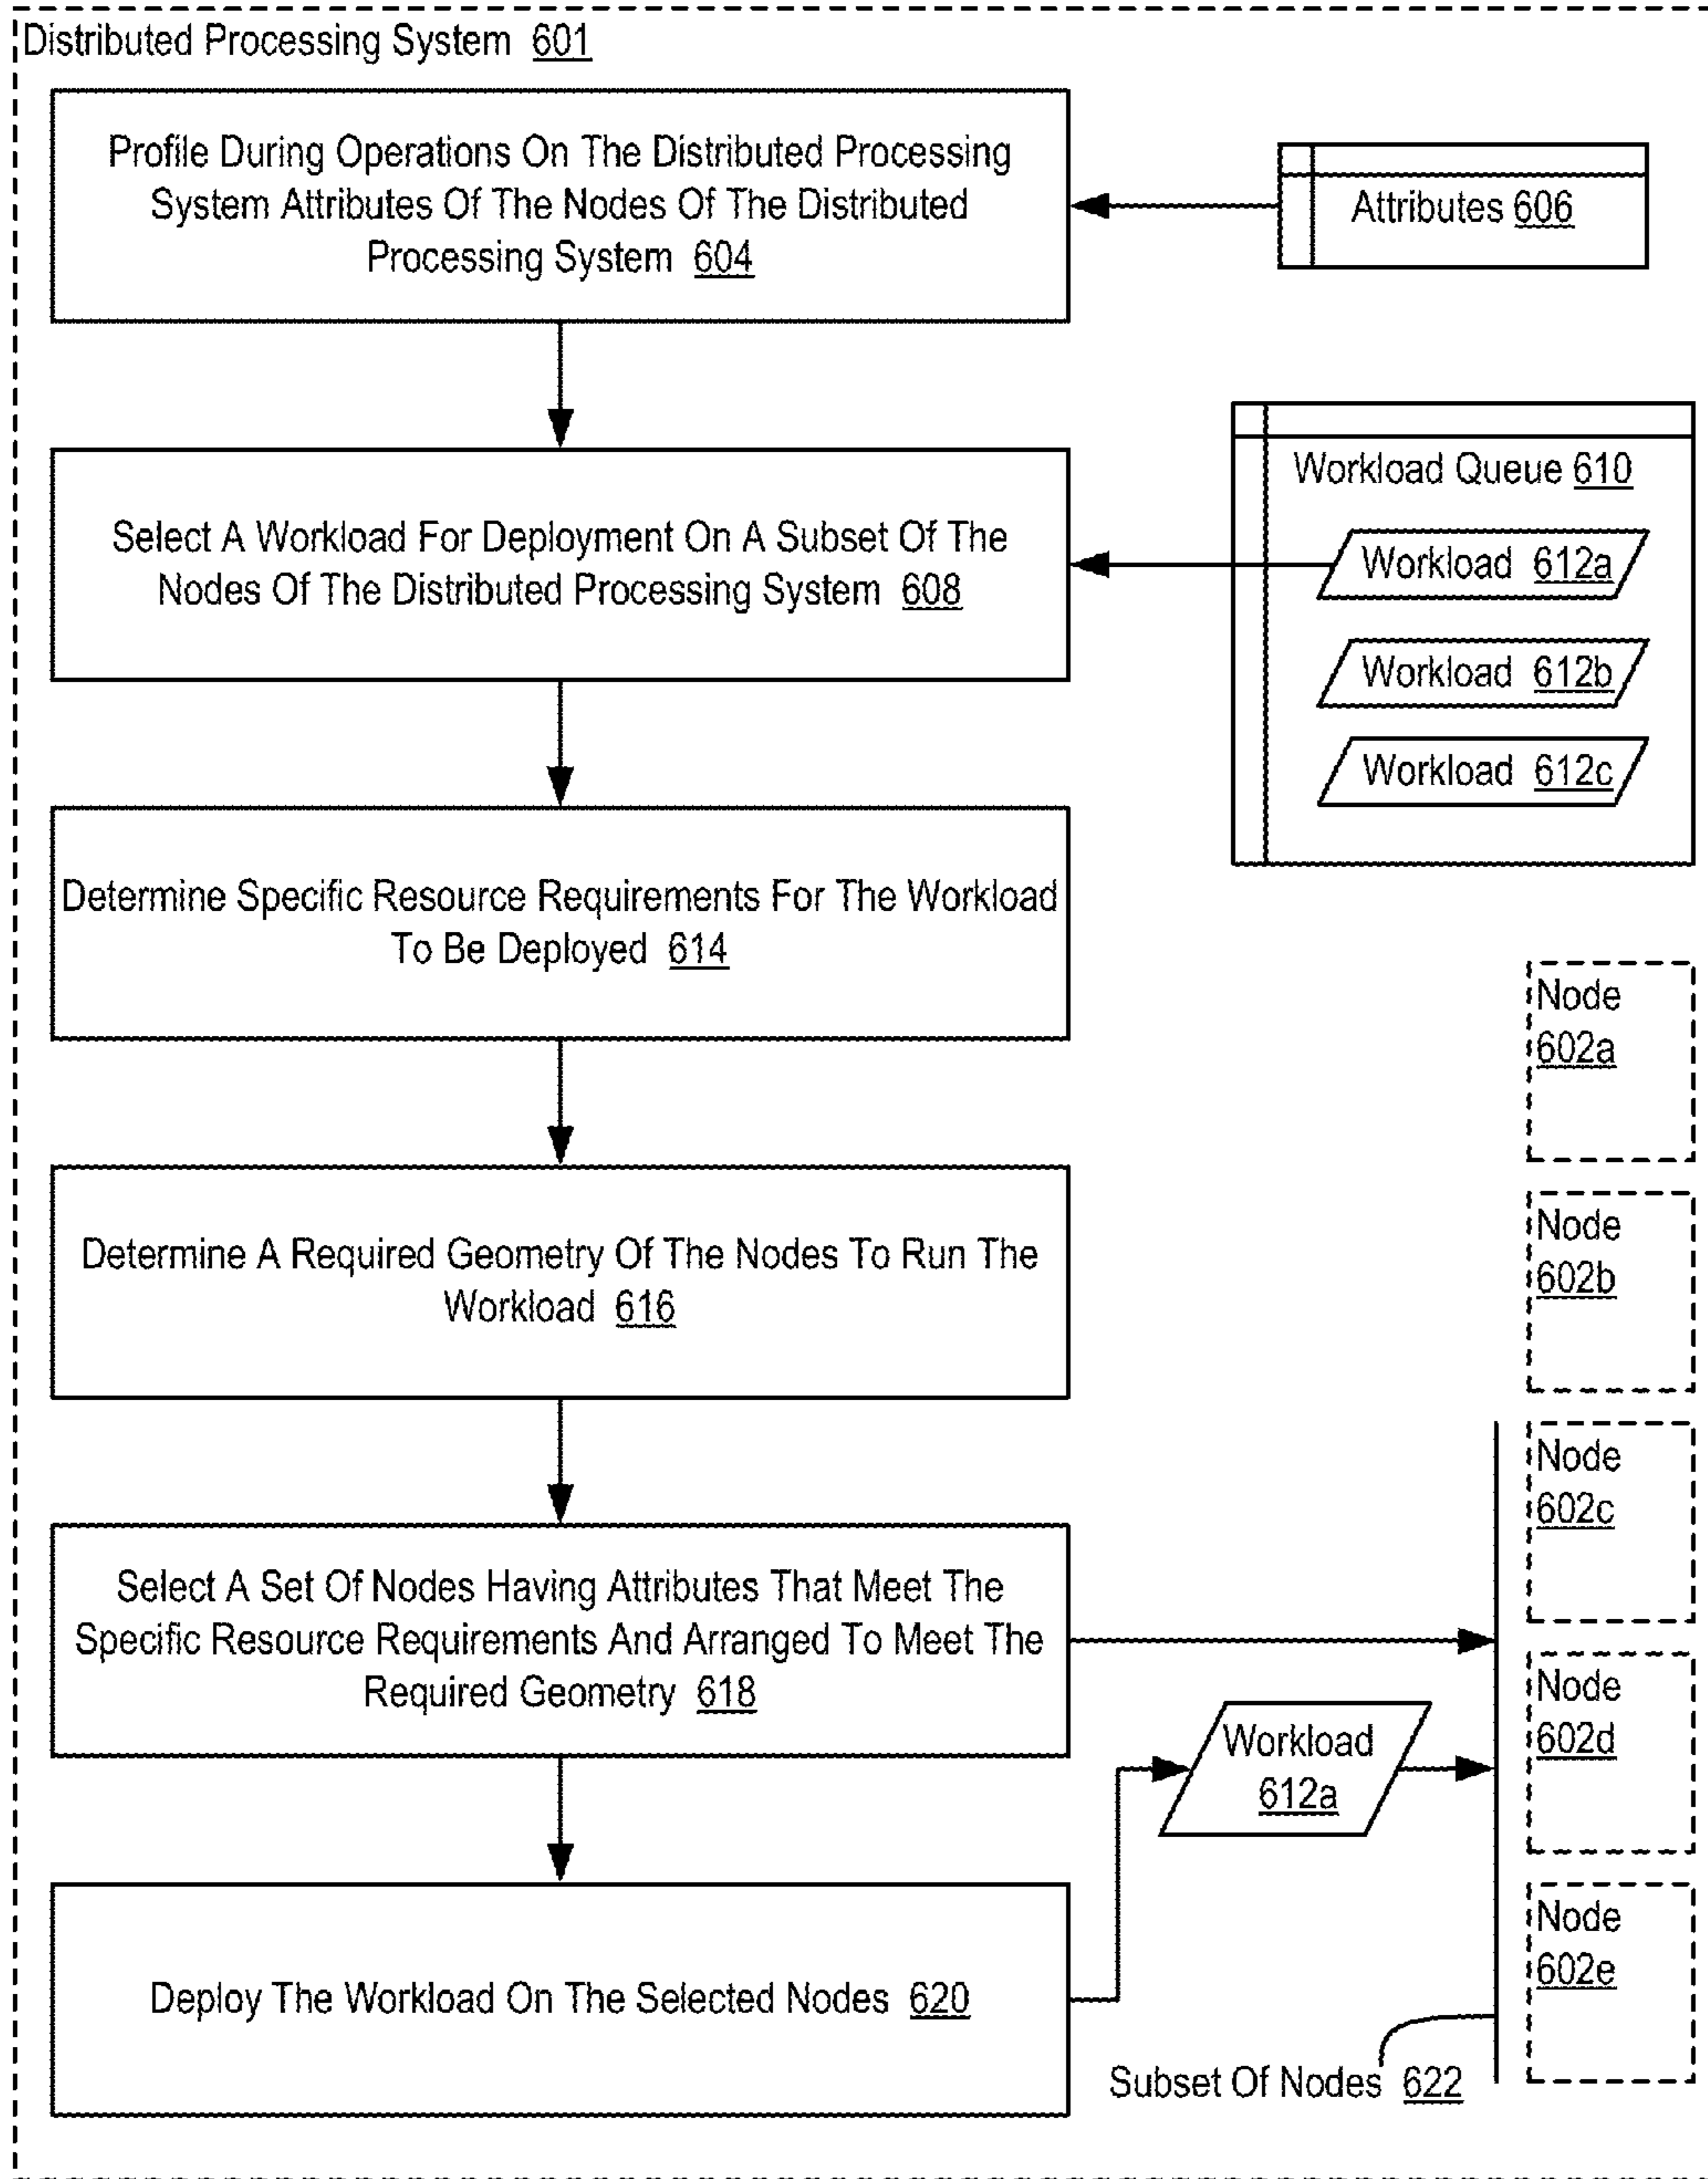 Distributed Processing System 601
Profile During Operations On The Distributed Processing
System Attributes Of The Nodes Of The Distributed
Processing System 604
Attributes 606
Select A Workload For Deployment On A Subset Of The
Nodes Of The Distributed Processing System 608
Workload Queue 610
Workload 612a
Workload 612b
Workload 612c
Determine Specific Resource Requirements For The Workload
To Be Deployed 614
Node
602a
Determine A Required Geometry Of The Nodes To Run The
Workload 616
Node
602b
Node
602c
Select A Set Of Nodes Having Attributes That Meet The
Specific Resource Requirements And Arranged To Meet The
Required Geometry 618
Node
602d
Workload
612a
Deploy The Workload On The Selected Nodes 620
Node
602e
Subset Of Nodes 622